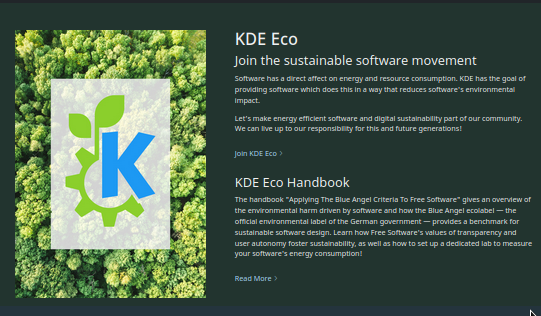 KDE Eco
Join the sustainable software movement
Software has a direct affect on energy and resource consumption. KDE has the goal of
providing software which does this in a way that reduces software's environmental
impact.
Let's make energy efficient software and digital sustainability part of our community.
We can live up to our responsibility for this and future generations!
Join KDE Eco >
KDE Eco Handbook
The handbook "Applying The Blue Angel Criteria To Free Software" gives an overview of
the environmental harm driven by software and how the Blue Angel ecolabel — the
official environmental label of the German government — provides a benchmark for
sustainable software design. Learn how Free Software's values of transparency and
user autonomy foster sustainability, as well as how to set up a dedicated lab to measure
your software's energy consumption!
Read More >
K